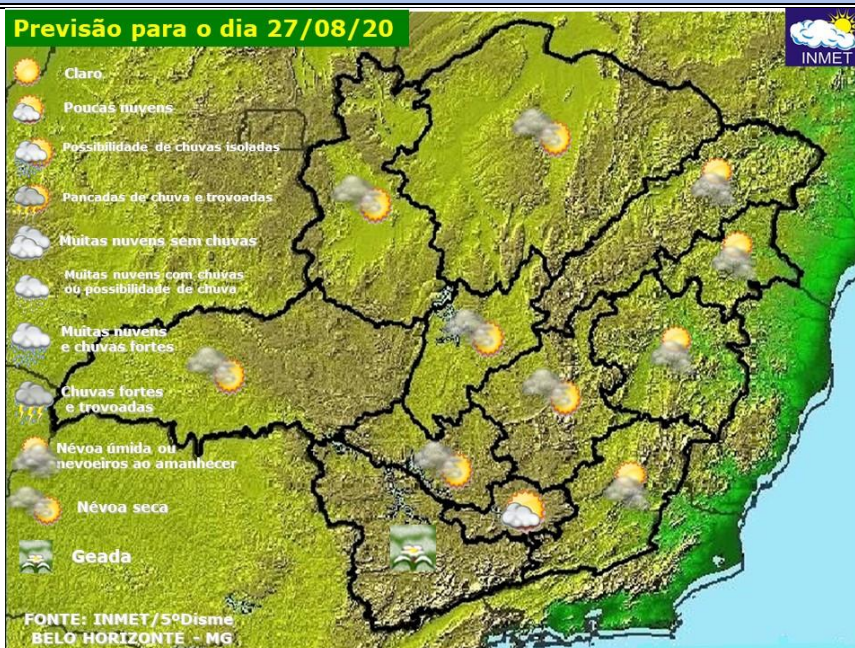 Previsão para o dia 27/08/20
INMET
Claro
Poucas nuvens
Possibilidade de chuvas isoladas
Pancadas de chuva e trovoadas
Muitas nuvens sem chuvas
Muitas nuvens com chuvas
ou possibilidade de chuva
Muitas nuvens
e chuvas fortes
Chuvas fortes
e trovoadas
Névoa úmida ou
nevoeiros ao amanhecer
Névoa seca
Geada
FONTE: INMET/5ºDisme
BELO HORIZONTE - MG